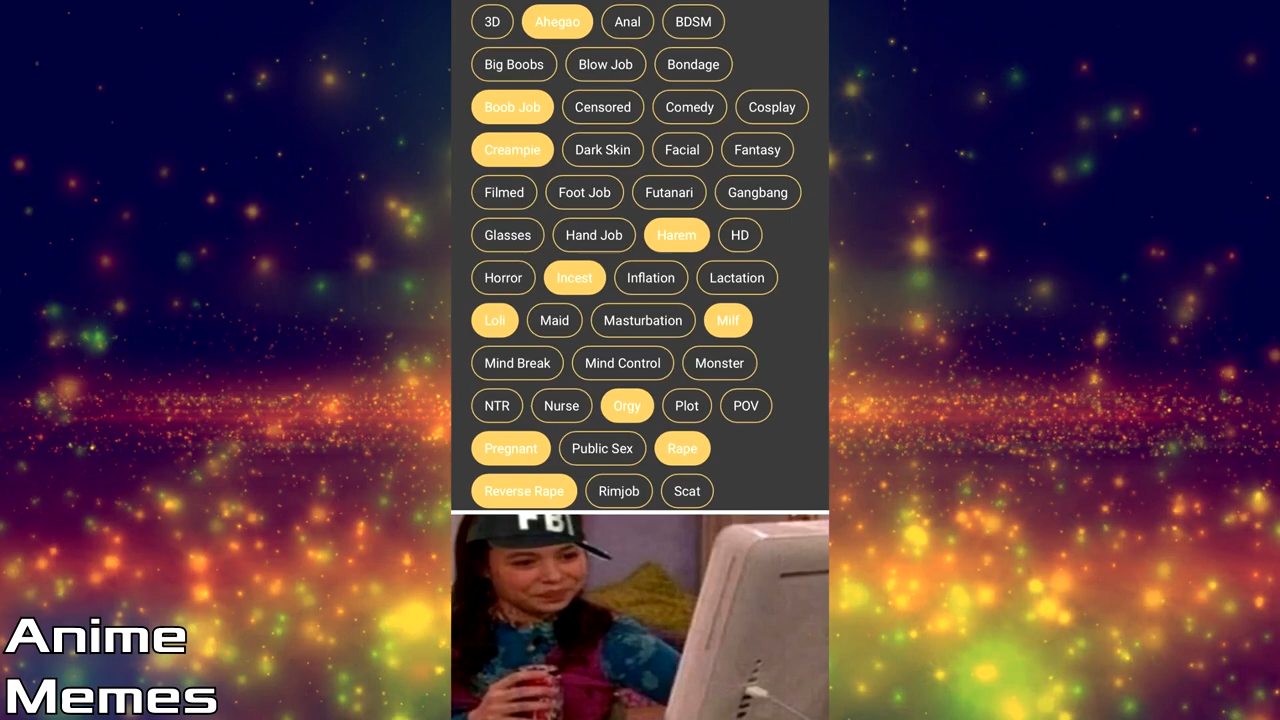 3D Ahegao Anal BDSM
Big Boobs Blow Job Bondage
Boob Job Censored Comedy Cosplay
Creampie Dark Skin Facial Fantasy
Filmed Foot Job Futanari Gangbang
Glasses Hand Job Harem HD
Horror Incest Inflation Lactation
Loli Maid Masturbation Milf
Mind Break Mind Control Monster
NTR Nurse Orgy Plot POV
Pregnant Public Sex Rape
Reverse Rape Rimjob Scat
FBI
Anime
Memes